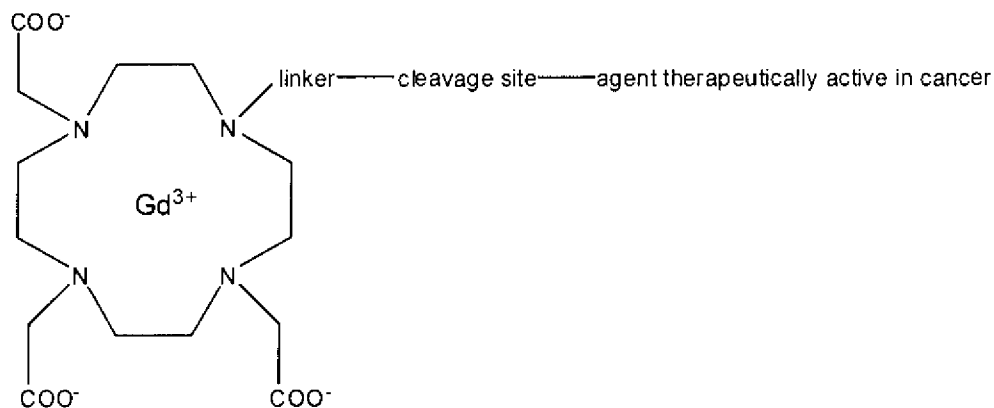 COO-
linker cleavage site agent therapeutically active in cancer
N N
Gd3+
N N
COO- COO-